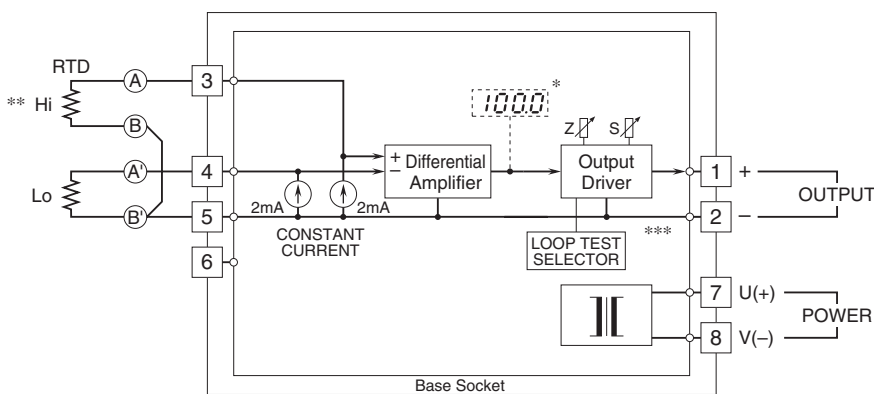 RTD
A
3
** Hi
B
100.0 *
Z
S
A'
4
+
−
Differential
Amplifier
Output
Driver
1 +
Lo
OUTPUT
B'
5
2mA
2mA
2 −
CONSTANT
CURRENT
***
LOOP TEST
SELECTOR
6
7 U(+)
POWER
8 V(−)
Base Socket